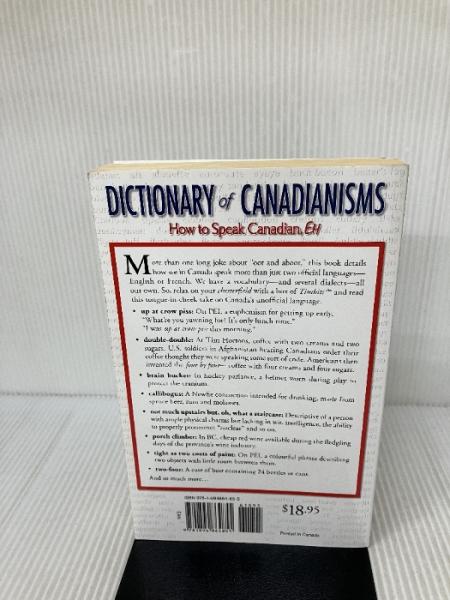 DICTIONARY of CANADIANISMS
How to Speak Canadian, EH
More than one long joke about "oot and aboot," this book details
how we in Canada speak more than just two official languages—
English or French. We have a vocabulary—and several dialects—all
our own. So, relax on your chesterfield with a box of Timbits™ and read
this tongue-in-cheek take on Canada's unofficial language.
• up at crow piss: On PEI, a euphemism for getting up early.
"What're you yawning for? It's only lunch time."
"I was up at crow piss this morning."
• double-double: At Tim Hortons, coffee with two creams and two
sugars. U.S. soldiers in Afghanistan hearing Canadians order their
coffee thought they were speaking some sort of code. Americans then
invented the four by four—coffee with four creams and four sugars.
• brain bucket: In hockey parlance, a helmet worn during play to
protect the cranium.
• callibogus: A Newfie concoction intended for drinking, made from
spruce beer, rum and molasses.
• not much upstairs but, oh, what a staircase: Descriptive of a person
with ample physical charms but lacking in intelligence, the ability
to properly pronounce "nuclear" and so on.
• porch climber: In BC, cheap red wine available during the fledgling
days of the province's wine industry.
• tight as two coats of paint: On PEI, a colourful phrase describing
two objects with little room between them.
• two-four: A case of beer containing 24 bottles or cans.
And so much more...
$18.95
Printed in Canada